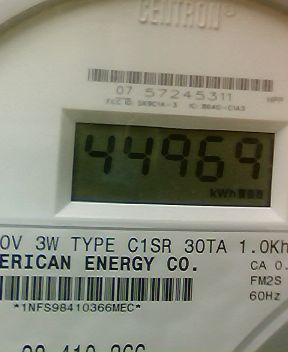 CENTRON®
07 57245311
44969
kWh
0V 3W TYPE C1SR 30TA 1.0Kh
ERICAN ENERGY CO.
CA 0.
FM2S
60Hz
*1NFS98410366MEC*